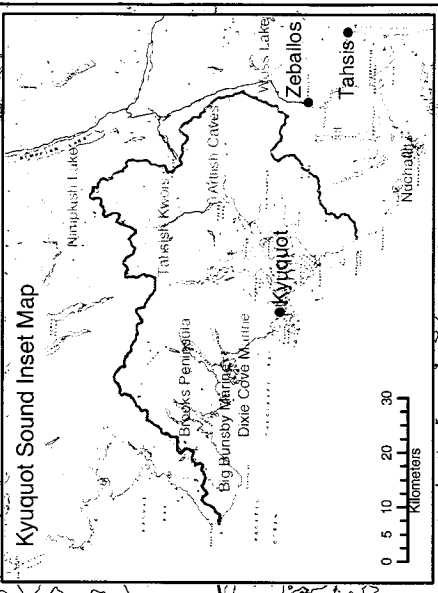 Kyuquot Sound Inset Map
Nimpkish Lake
Woss Lake
Zeballos
Tahsis
Tahsish Kwois
Artlish Caves
Nuchatlitz
Brooks Peninsula
Kyuquot
Big Bunsby Marine
Dixie Cove Marine
0 5 10 20 30
Kilometers